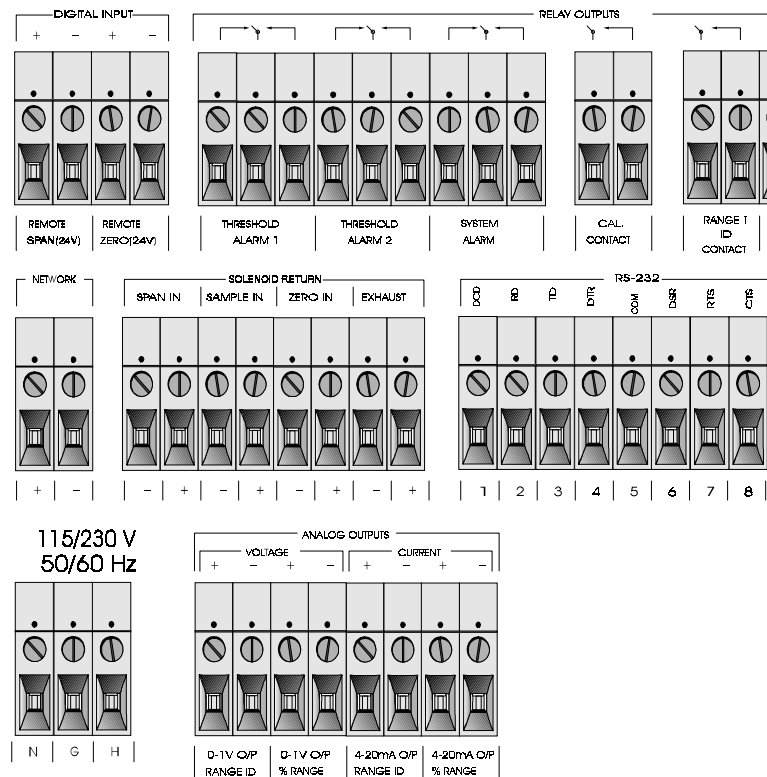 DIGITAL INPUT
+ − + −
REMOTE SPAN(24V)
REMOTE ZERO(24V)
RELAY OUTPUTS
THRESHOLD ALARM 1
THRESHOLD ALARM 2
SYSTEM ALARM
CAL. CONTACT
RANGE 1 ID CONTACT
NETWORK
+ −
SOLENOID RETURN
SPAN IN SAMPLE IN ZERO IN EXHAUST
− + − + − + − +
RS-232
DCD RD TD DTR COM DSR RTS CTS
1 2 3 4 5 6 7 8
115/230 V
50/60 Hz
N G H
ANALOG OUTPUTS
VOLTAGE CURRENT
+ − + − + − + −
0-1V O/P RANGE ID
0-1V O/P % RANGE
4-20mA O/P RANGE ID
4-20mA O/P % RANGE